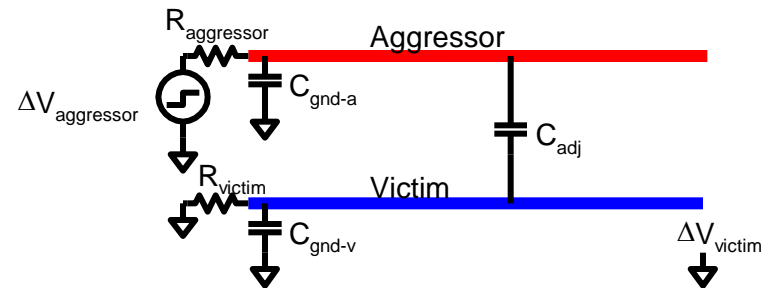 R_aggressor
Aggressor
ΔV_aggressor
C_gnd-a
C_adj
R_victim
Victim
C_gnd-v
ΔV_victim